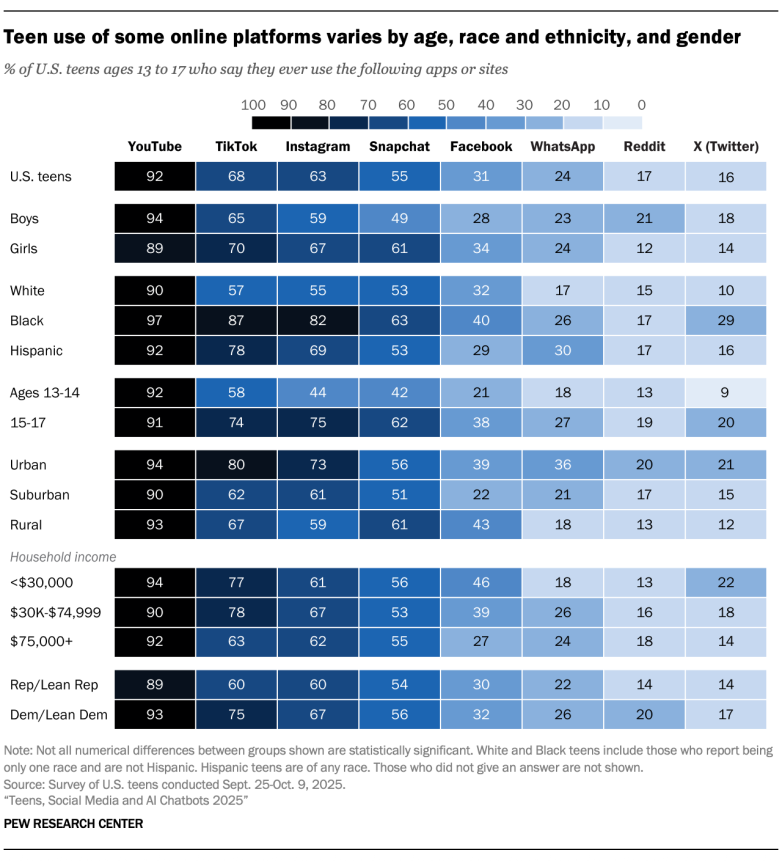 Teen use of some online platforms varies by age, race and ethnicity, and gender
% of U.S. teens ages 13 to 17 who say they ever use the following apps or sites
100 90 80 70 60 50 40 30 20 10 0
YouTube TikTok Instagram Snapchat Facebook WhatsApp Reddit X (Twitter)
U.S. teens 92 68 63 55 31 24 17 16
Boys 94 65 59 49 28 23 21 18
Girls 89 70 67 61 34 24 12 14
White 90 57 55 53 32 17 15 10
Black 97 87 82 63 40 26 17 29
Hispanic 92 78 69 53 29 30 17 16
Ages 13-14 92 58 44 42 21 18 13 9
15-17 91 74 75 62 38 27 19 20
Urban 94 80 73 56 39 36 20 21
Suburban 90 62 61 51 22 21 17 15
Rural 93 67 59 61 43 18 13 12
Household income
<$30,000 94 77 61 56 46 18 13 22
$30K-$74,999 90 78 67 53 39 26 16 18
$75,000+ 92 63 62 55 27 24 18 14
Rep/Lean Rep 89 60 60 54 30 22 14 14
Dem/Lean Dem 93 75 67 56 32 26 20 17
Note: Not all numerical differences between groups shown are statistically significant. White and Black teens include those who report being
only one race and are not Hispanic. Hispanic teens are of any race. Those who did not give an answer are not shown.
Source: Survey of U.S. teens conducted Sept. 25-Oct. 9, 2025.
"Teens, Social Media and AI Chatbots 2025"
PEW RESEARCH CENTER